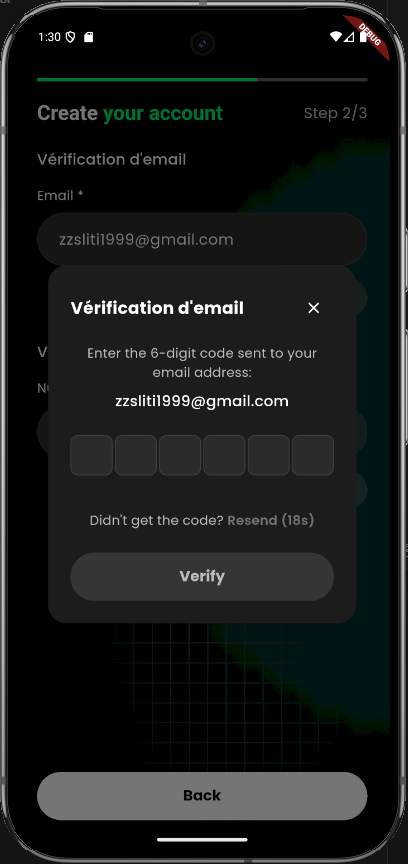 1:30
DEBUG
Create your account
Step 2/3
Vérification d'email
Email *
zzsliti1999@gmail.com
Vérification d'email
Enter the 6-digit code sent to your
email address:
zzsliti1999@gmail.com
Didn't get the code? Resend (18s)
Verify
Back